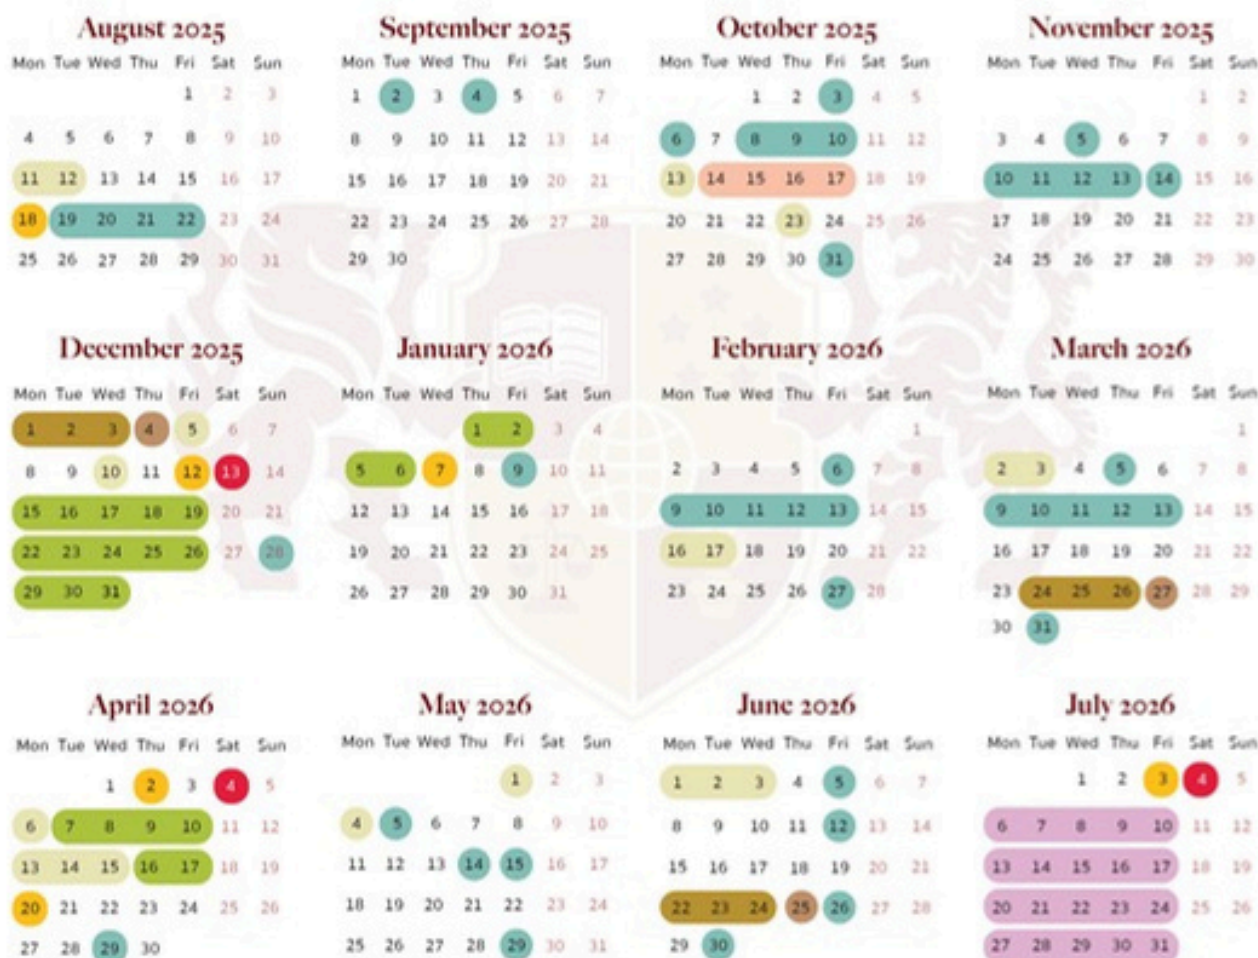 August 2025
Mon Tue Wed Thu Fri Sat Sun
1 2 3
4 5 6 7 8 9 10
11 12 13 14 15 16 17
18 19 20 21 22 23 24
25 26 27 28 29 30 31
September 2025
Mon Tue Wed Thu Fri Sat Sun
1 2 3 4 5 6 7
8 9 10 11 12 13 14
15 16 17 18 19 20 21
22 23 24 25 26 27 28
29 30
October 2025
Mon Tue Wed Thu Fri Sat Sun
1 2 3 4 5
6 7 8 9 10 11 12
13 14 15 16 17 18 19
20 21 22 23 24 25 26
27 28 29 30 31
November 2025
Mon Tue Wed Thu Fri Sat Sun
1 2
3 4 5 6 7 8 9
10 11 12 13 14 15 16
17 18 19 20 21 22 23
24 25 26 27 28 29 30
December 2025
Mon Tue Wed Thu Fri Sat Sun
1 2 3 4 5 6 7
8 9 10 11 12 13 14
15 16 17 18 19 20 21
22 23 24 25 26 27 28
29 30 31
January 2026
Mon Tue Wed Thu Fri Sat Sun
1 2 3 4
5 6 7 8 9 10 11
12 13 14 15 16 17 18
19 20 21 22 23 24 25
26 27 28 29 30 31
February 2026
Mon Tue Wed Thu Fri Sat Sun
1
2 3 4 5 6 7 8
9 10 11 12 13 14 15
16 17 18 19 20 21 22
23 24 25 26 27 28
March 2026
Mon Tue Wed Thu Fri Sat Sun
1
2 3 4 5 6 7 8
9 10 11 12 13 14 15
16 17 18 19 20 21 22
23 24 25 26 27 28 29
30 31
April 2026
Mon Tue Wed Thu Fri Sat Sun
1 2 3 4 5
6 7 8 9 10 11 12
13 14 15 16 17 18 19
20 21 22 23 24 25 26
27 28 29 30
May 2026
Mon Tue Wed Thu Fri Sat Sun
1 2 3
4 5 6 7 8 9 10
11 12 13 14 15 16 17
18 19 20 21 22 23 24
25 26 27 28 29 30 31
June 2026
Mon Tue Wed Thu Fri Sat Sun
1 2 3 4 5 6 7
8 9 10 11 12 13 14
15 16 17 18 19 20 21
22 23 24 25 26 27 28
29 30
July 2026
Mon Tue Wed Thu Fri Sat Sun
1 2 3 4 5
6 7 8 9 10 11 12
13 14 15 16 17 18 19
20 21 22 23 24 25 26
27 28 29 30 31